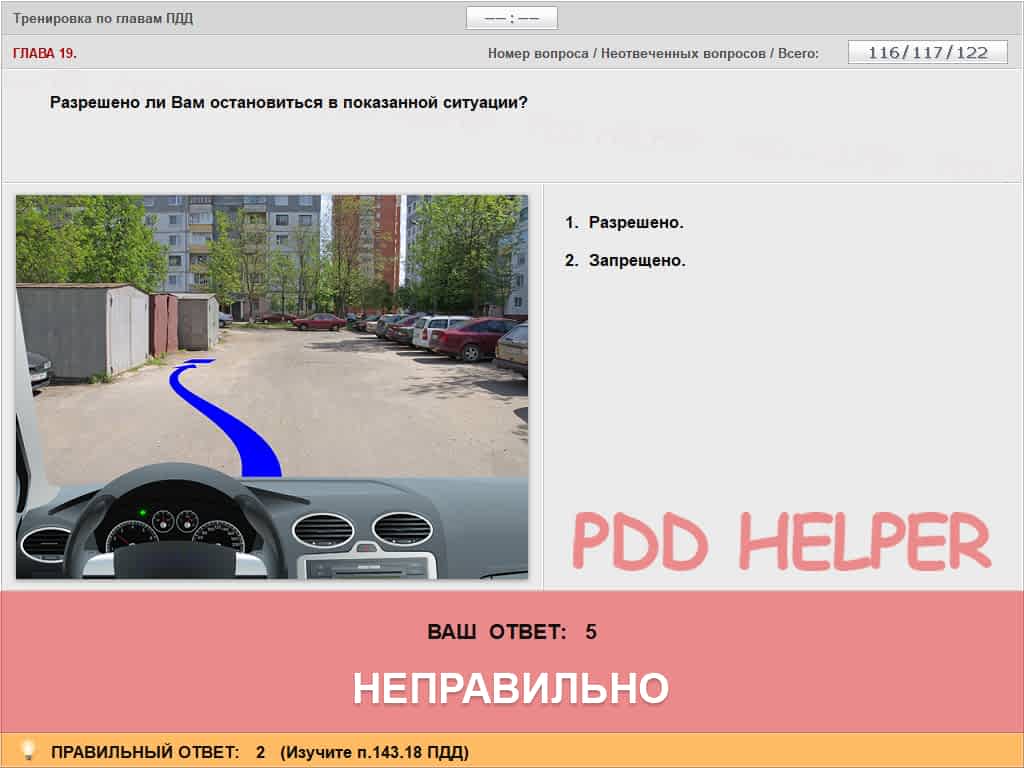 Тренировка по главам ПДД
—— : ——
ГЛАВА 19.
Номер вопроса / Неотвеченных вопросов / Всего:
116/117/122
Разрешено ли Вам остановиться в показанной ситуации?
1. Разрешено.
2. Запрещено.
PDD HELPER
ВАШ ОТВЕТ: 5
НЕПРАВИЛЬНО
ПРАВИЛЬНЫЙ ОТВЕТ: 2 (Изучите п.143.18 ПДД)